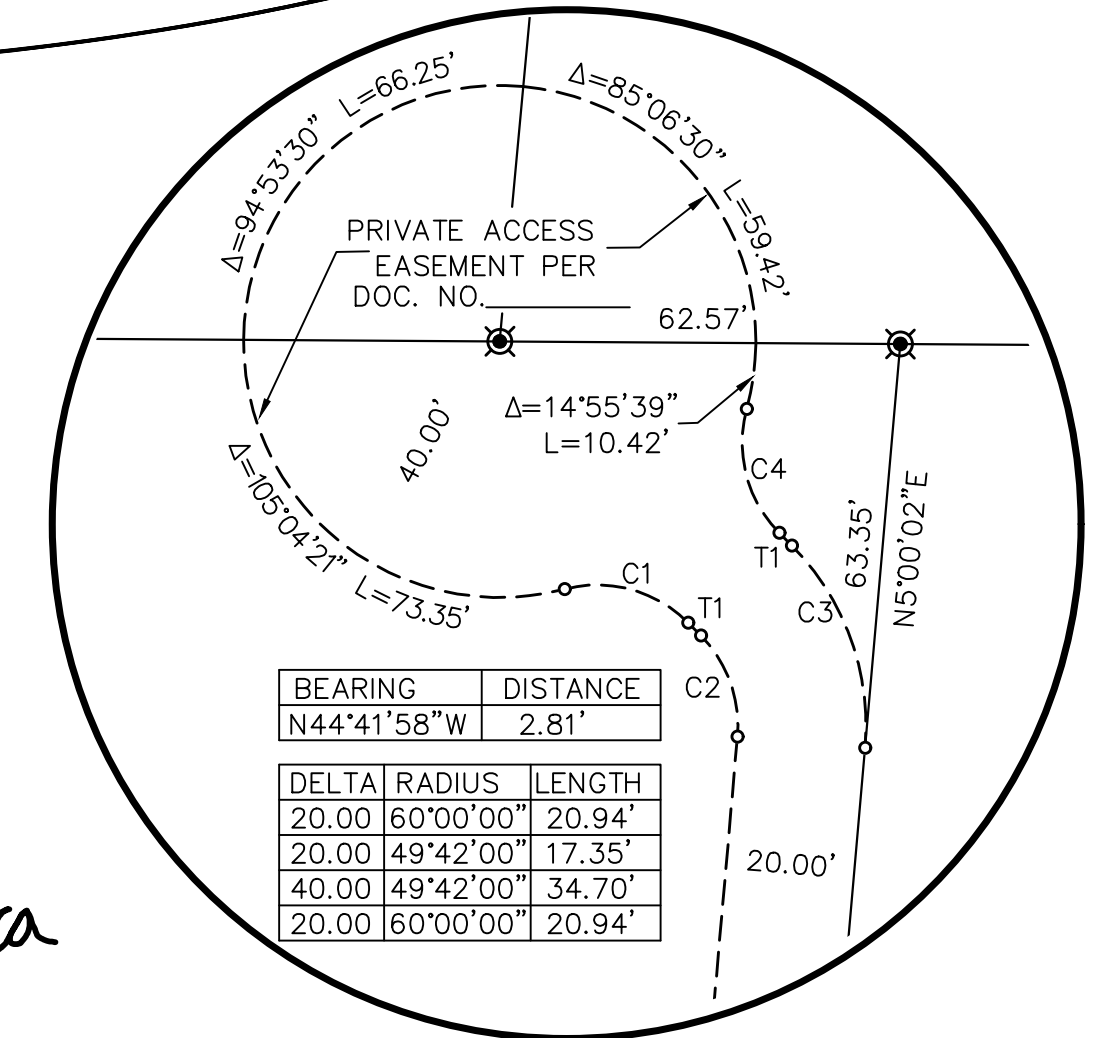 L=66.25'
Δ=85°06'30"
Δ=94°53'30"
L=59.42'
PRIVATE ACCESS
EASEMENT PER
DOC. NO.
62.57'
Δ=14°55'39"
L=10.42'
40.00'
C4
T1
63.35'
N5°00'02"E
Δ=105°04'21"
L=73.35'
C1
T1
C3
C2
BEARING DISTANCE
N44°41'58"W 2.81'
DELTA RADIUS LENGTH
20.00 60°00'00" 20.94'
20.00 49°42'00" 17.35'
40.00 49°42'00" 34.70'
20.00 60°00'00" 20.94'
20.00'
ca